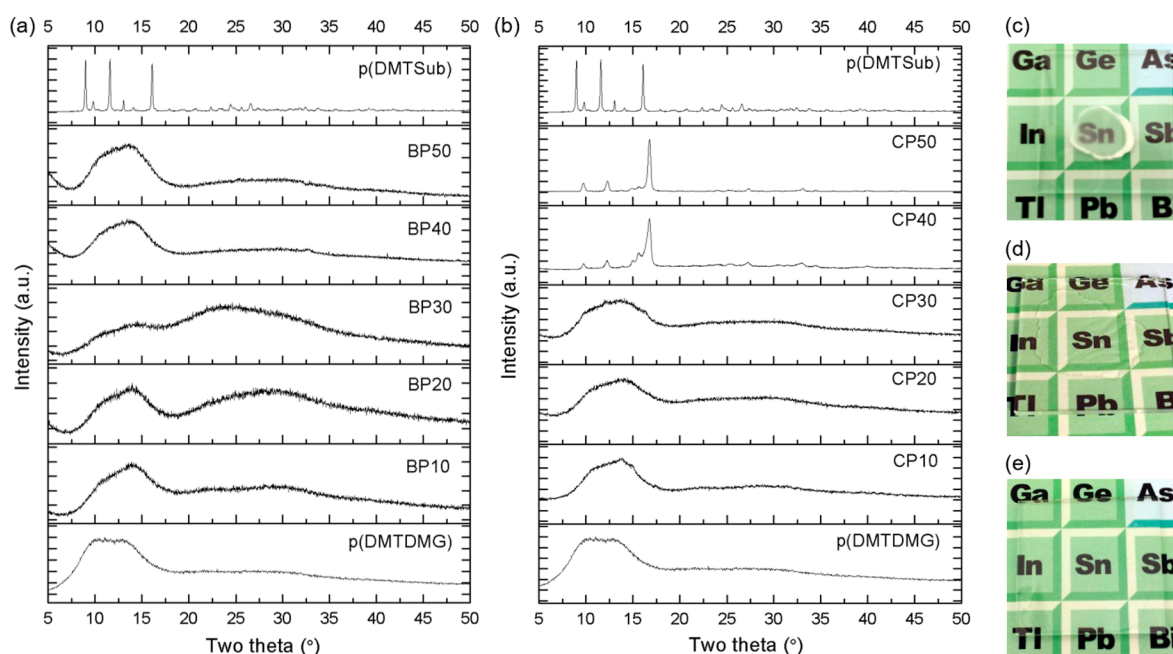 (a)
5 10 15 20 25 30 35 40 45 50
p(DMTSub)
BP50
BP40
BP30
BP20
BP10
p(DMTDMG)
Intensity (a.u.)
5 10 15 20 25 30 35 40 45 50
Two theta (°)
(b)
5 10 15 20 25 30 35 40 45 50
p(DMTSub)
CP50
CP40
CP30
CP20
CP10
p(DMTDMG)
Intensity (a.u.)
5 10 15 20 25 30 35 40 45 50
Two theta (°)
(c)
Ga Ge As
In Sn Sb
Tl Pb Bi
(d)
Ga Ge As
In Sn Sb
Tl Pb B
(e)
Ga Ge As
In Sn Sb
Tl Pb Bi